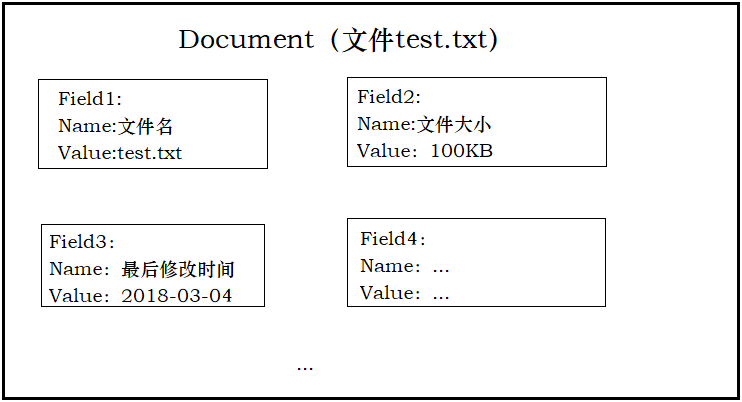 Document（文件test.txt）
Field1:
Name:文件名
Value:test.txt
Field2:
Name:文件大小
Value：100KB
Field3：
Name：最后修改时间
Value：2018-03-04
Field4：
Name：...
Value：...
...